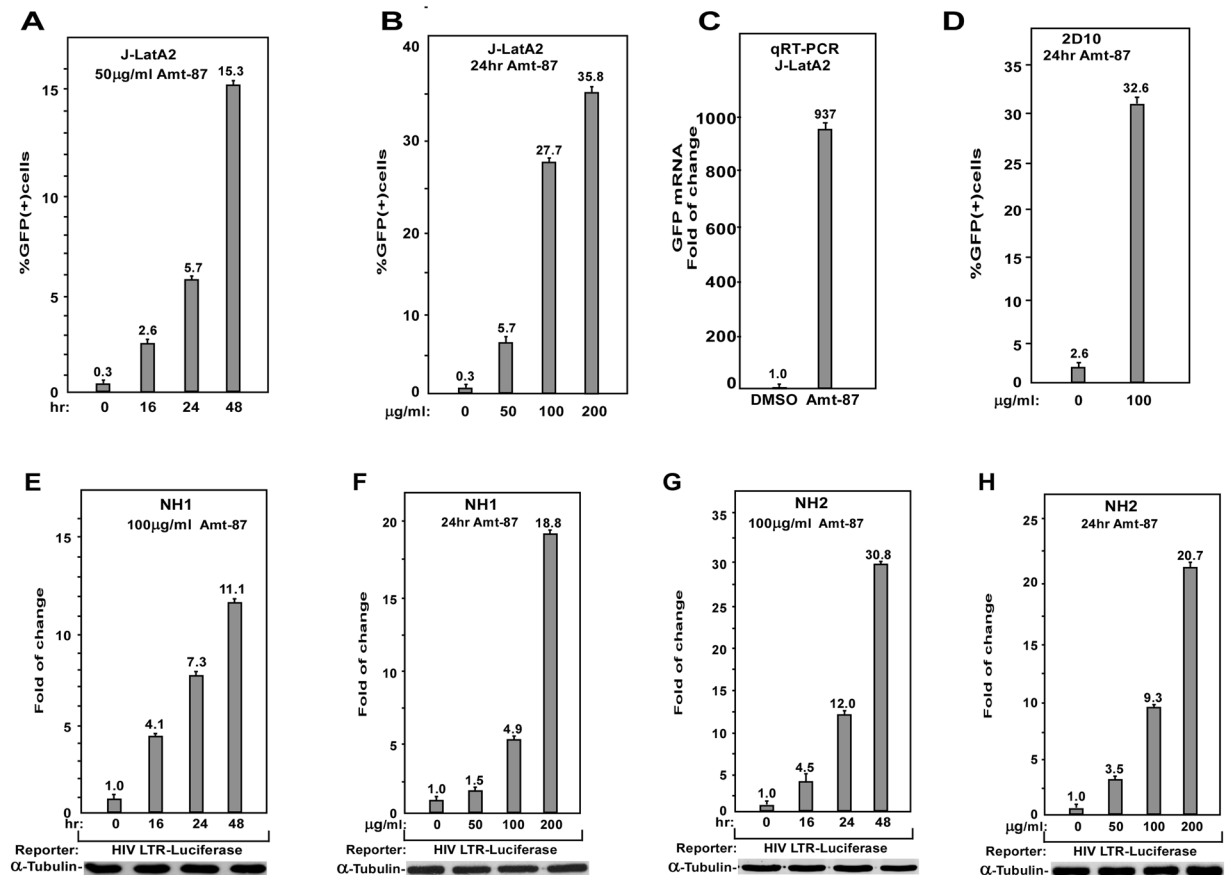 A
J-LatA2
50μg/ml Amt-87
%GFP(+)cells
15
10
5
0
0.3
2.6
5.7
15.3
hr: 0 16 24 48
B
J-LatA2
24hr Amt-87
%GFP(+)cells
40
30
20
10
0
0.3
5.7
27.7
35.8
μg/ml: 0 50 100 200
C
qRT-PCR
J-LatA2
GFP mRNA
Fold of change
1000
800
600
400
200
0
1.0
937
DMSO Amt-87
D
2D10
24hr Amt-87
%GFP(+)cells
35
30
25
20
15
10
5
0
2.6
32.6
μg/ml: 0 100
E
NH1
100μg/ml Amt-87
Fold of change
15
10
5
0
1.0
4.1
7.3
11.1
hr: 0 16 24 48
Reporter: HIV LTR-Luciferase
α-Tubulin-
F
NH1
24hr Amt-87
Fold of change
20
15
10
5
0
1.0
1.5
4.9
18.8
μg/ml: 0 50 100 200
Reporter: HIV LTR-Luciferase
α-Tubulin-
G
NH2
100μg/ml Amt-87
Fold of change
35
30
25
20
15
10
5
0
1.0
4.5
12.0
30.8
hr: 0 16 24 48
Reporter: HIV LTR-Luciferase
α-Tubulin-
H
NH2
24hr Amt-87
Fold of change
25
20
15
10
5
0
1.0
3.5
9.3
20.7
μg/ml: 0 50 100 200
Reporter: HIV LTR-Luciferase
α-Tubulin-